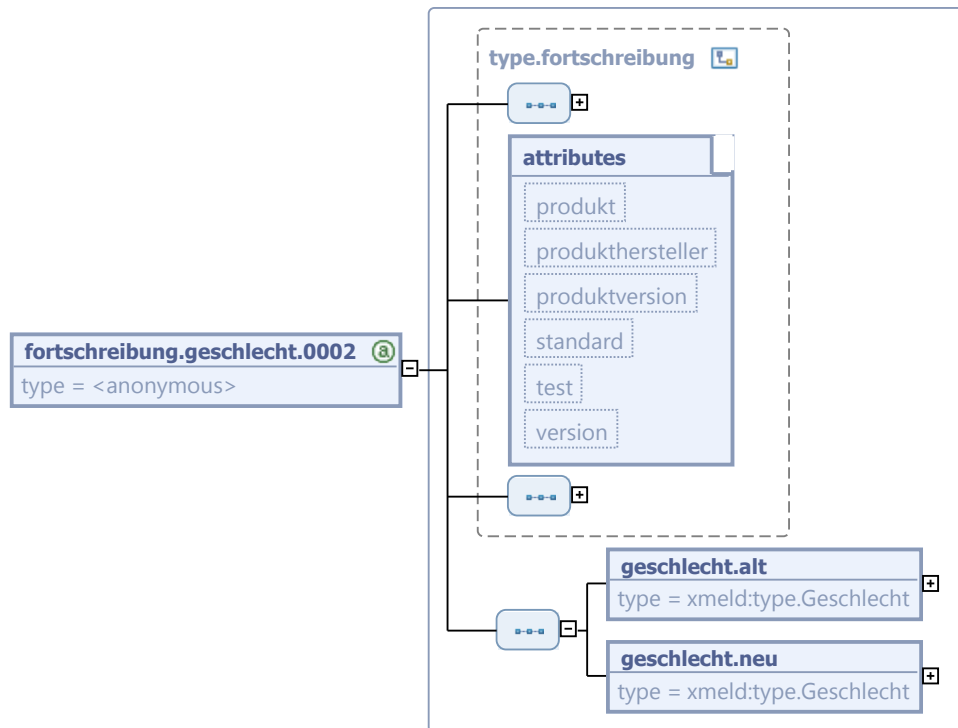 type.fortschreibung
attributes
produkt
produkthersteller
produktversion
standard
test
version
fortschreibung.geschlecht.0002 a
type = <anonymous>
geschlecht.alt
type = xmeld:type.Geschlecht
geschlecht.neu
type = xmeld:type.Geschlecht